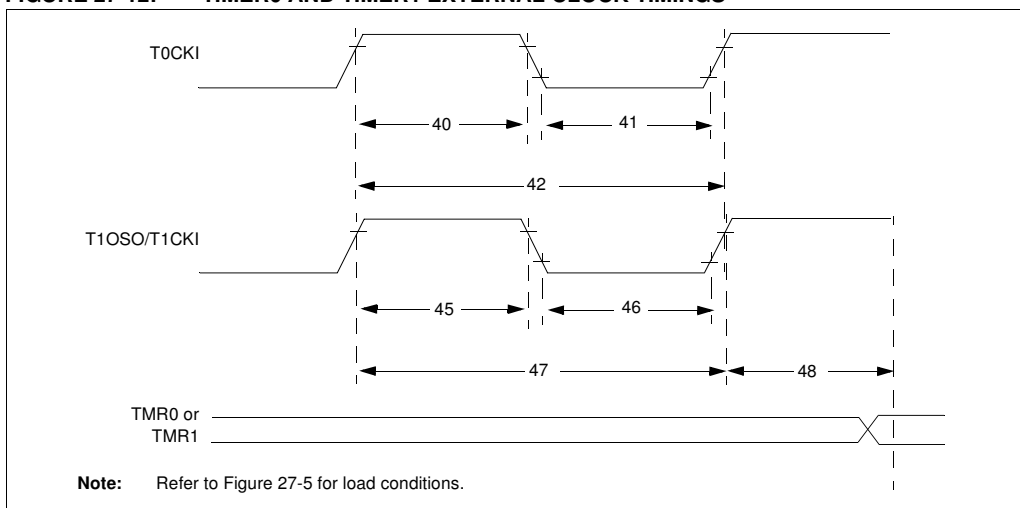 T0CKI
40
41
42
T1OSO/T1CKI
45
46
47
48
TMR0 or
TMR1
Note: Refer to Figure 27-5 for load conditions.